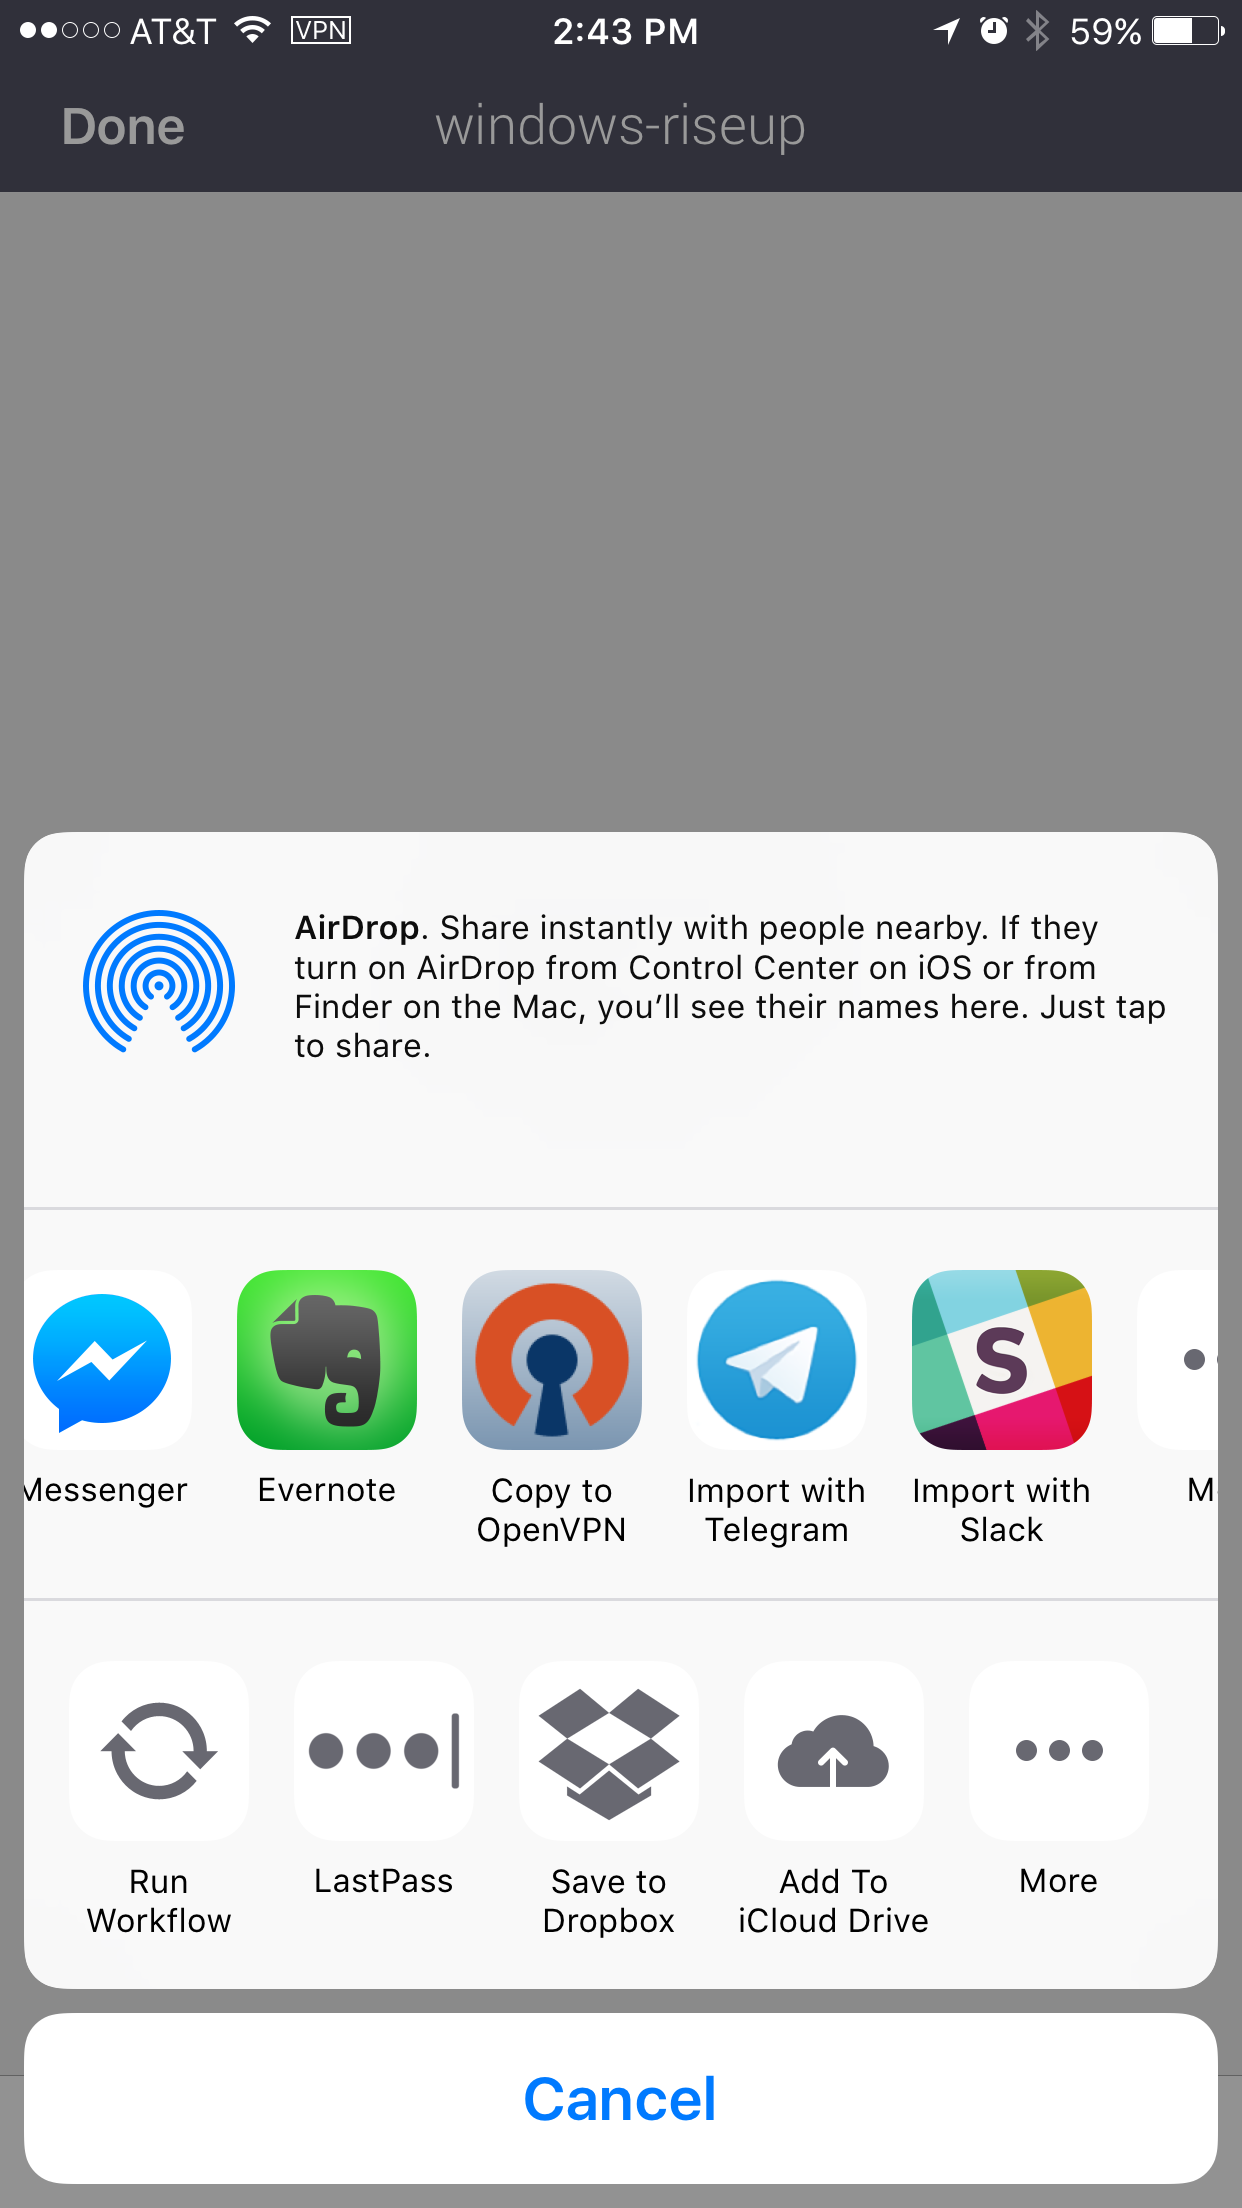 AT&T VPN 2:43 PM 59%
Done windows-riseup
AirDrop. Share instantly with people nearby. If they
turn on AirDrop from Control Center on iOS or from
Finder on the Mac, you’ll see their names here. Just tap
to share.
S
Messenger Evernote Copy to Import with Import with M
OpenVPN Telegram Slack
Run LastPass Save to Add To More
Workflow Dropbox iCloud Drive
Cancel